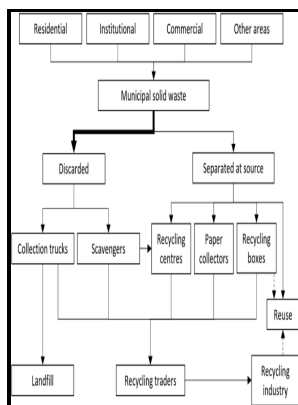 Residential
Institutional
Commercial
Other areas
Municipal solid waste
Discarded
Separated at source
Collection trucks
Scavengers
Recycling
centres
Paper
collectors
Recycling
boxes
Reuse
Landfill
Recycling traders
Recycling
industry